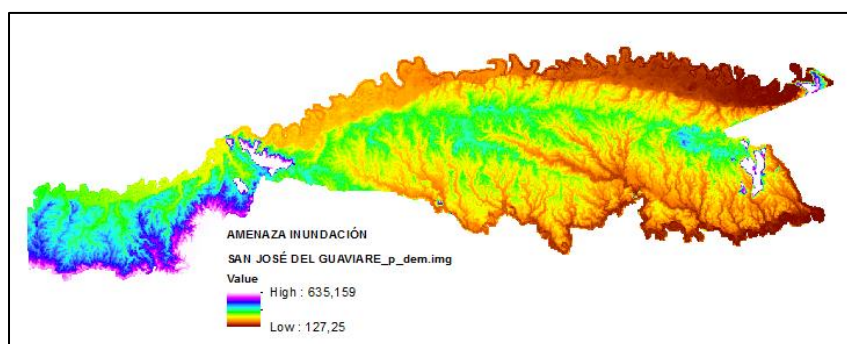 AMENAZA INUNDACIÓN
SAN JOSÉ DEL GUAVIARE_p_dem.img
Value
High : 635,159
Low : 127,25